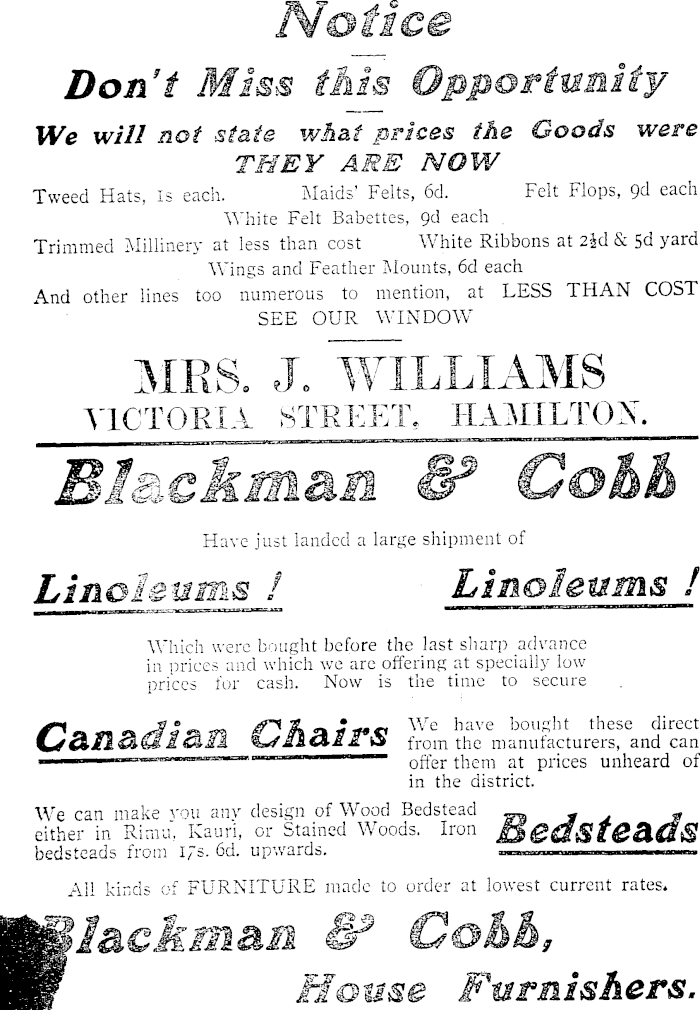 Notice
Don't Miss this Opportunity
We will not state what prices the Goods were
THEY ARE NOW
Tweed Hats, 1s each. Maids' Felts, 6d. Felt Flops, 9d each
White Felt Babettes, 9d each
Trimmed Millinery at less than cost White Ribbons at 2½d & 5d yard
Wings and Feather Mounts, 6d each
And other lines too numerous to mention, at LESS THAN COST
SEE OUR WINDOW
MRS. J. WILLIAMS
VICTORIA STREET, HAMILTON.
Blackman & Cobb
Have just landed a large shipment of
Linoleums ! Linoleums !
Which were bought before the last sharp advance
in prices and which we are offering at specially low
prices for cash. Now is the time to secure
Canadian Chairs
We have bought these direct
from the manufacturers, and can
offer them at prices unheard of
in the district.
We can make you any design of Wood Bedstead
either in Rimu, Kauri, or Stained Woods. Iron
bedsteads from 17s. 6d. upwards.
Bedsteads
All kinds of FURNITURE made to order at lowest current rates.
Blackman & Cobb,
House Furnishers.